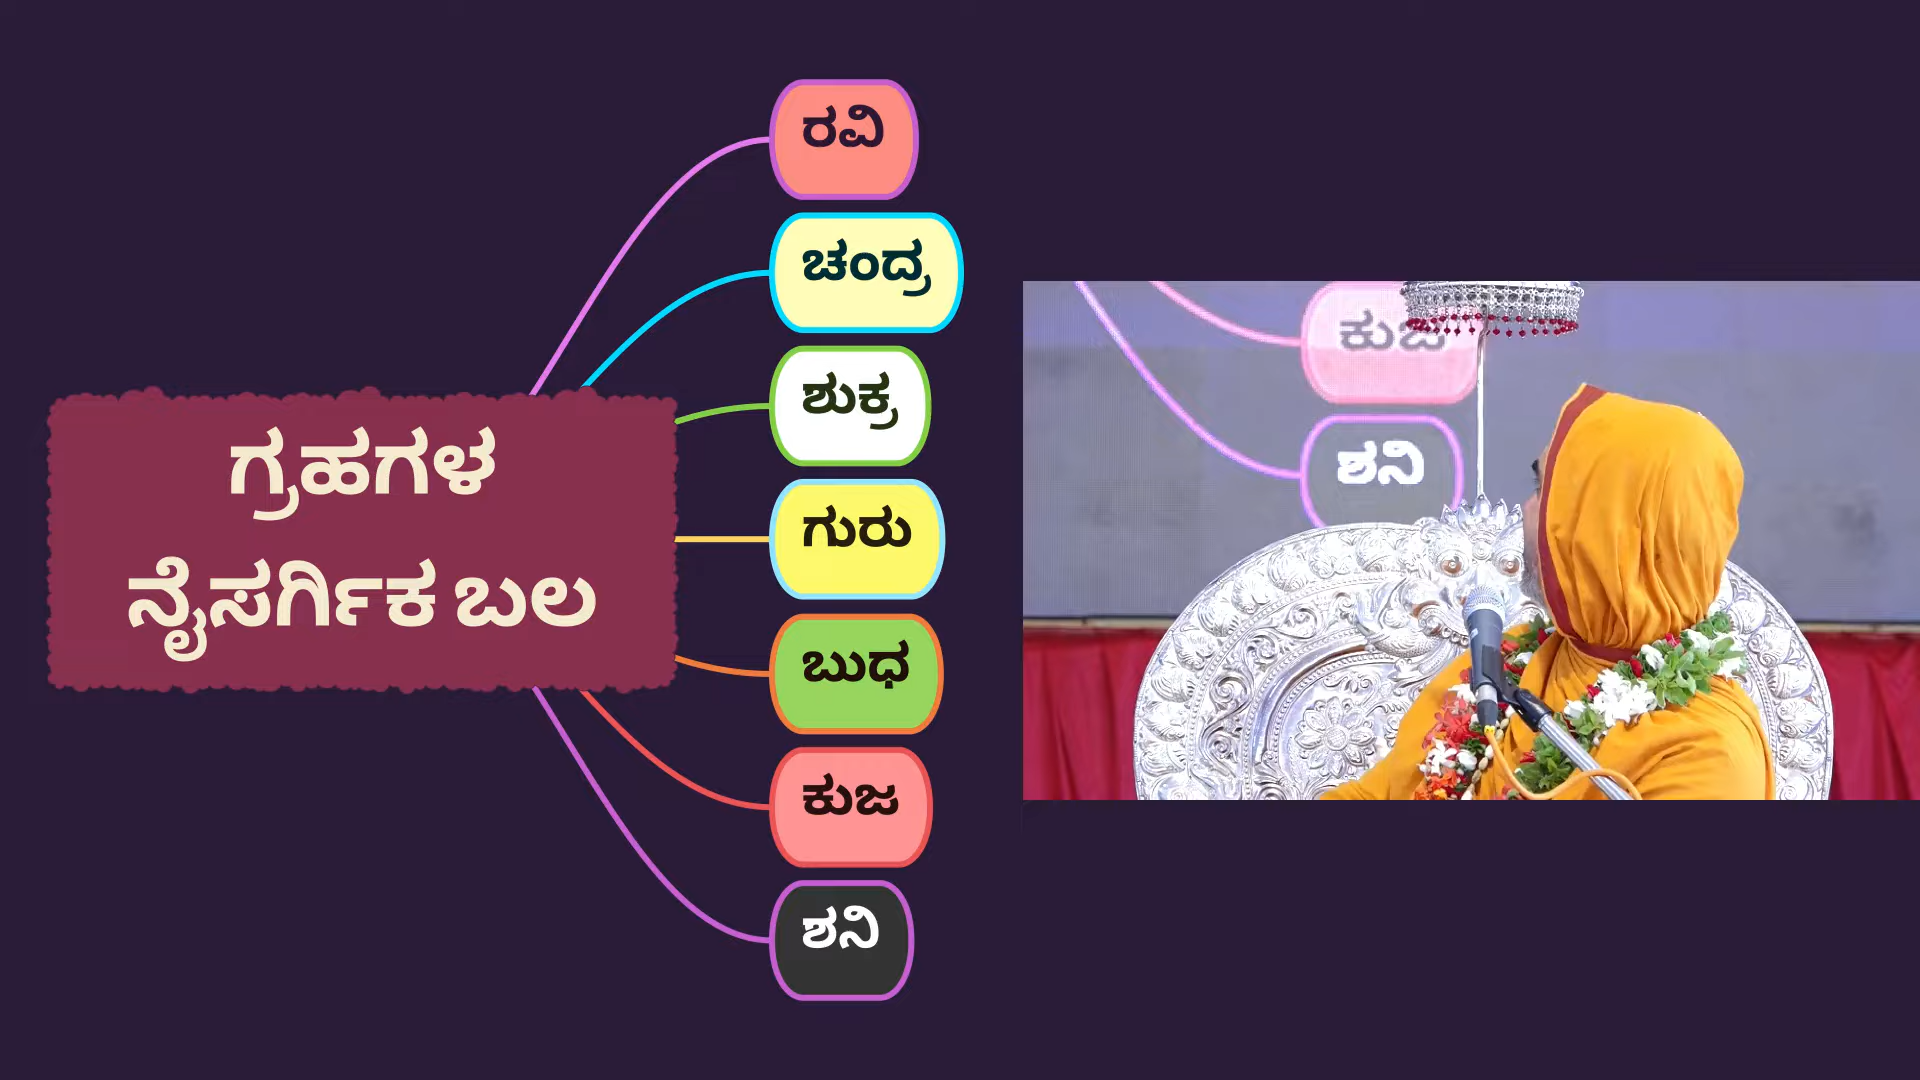 ಗ್ರಹಗಳ
ನೈಸರ್ಗಿಕ ಬಲ
ರವಿ
ಚಂದ್ರ
ಶುಕ್ರ
ಗುರು
ಬುಧ
ಕುಜ
ಶನಿ
ಕುಜ
ಶನಿ